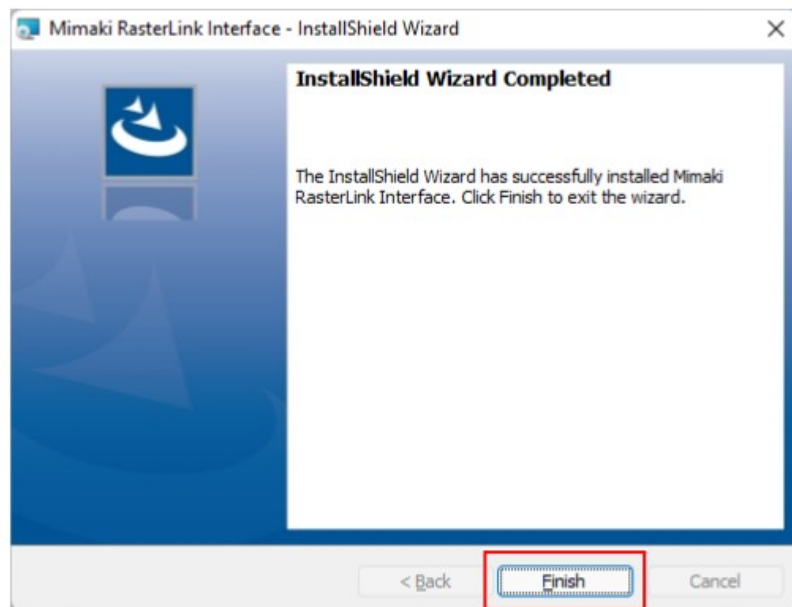 Mimaki RasterLink Interface - InstallShield Wizard
InstallShield Wizard Completed
The InstallShield Wizard has successfully installed Mimaki
RasterLink Interface. Click Finish to exit the wizard.
< Back
Finish
Cancel